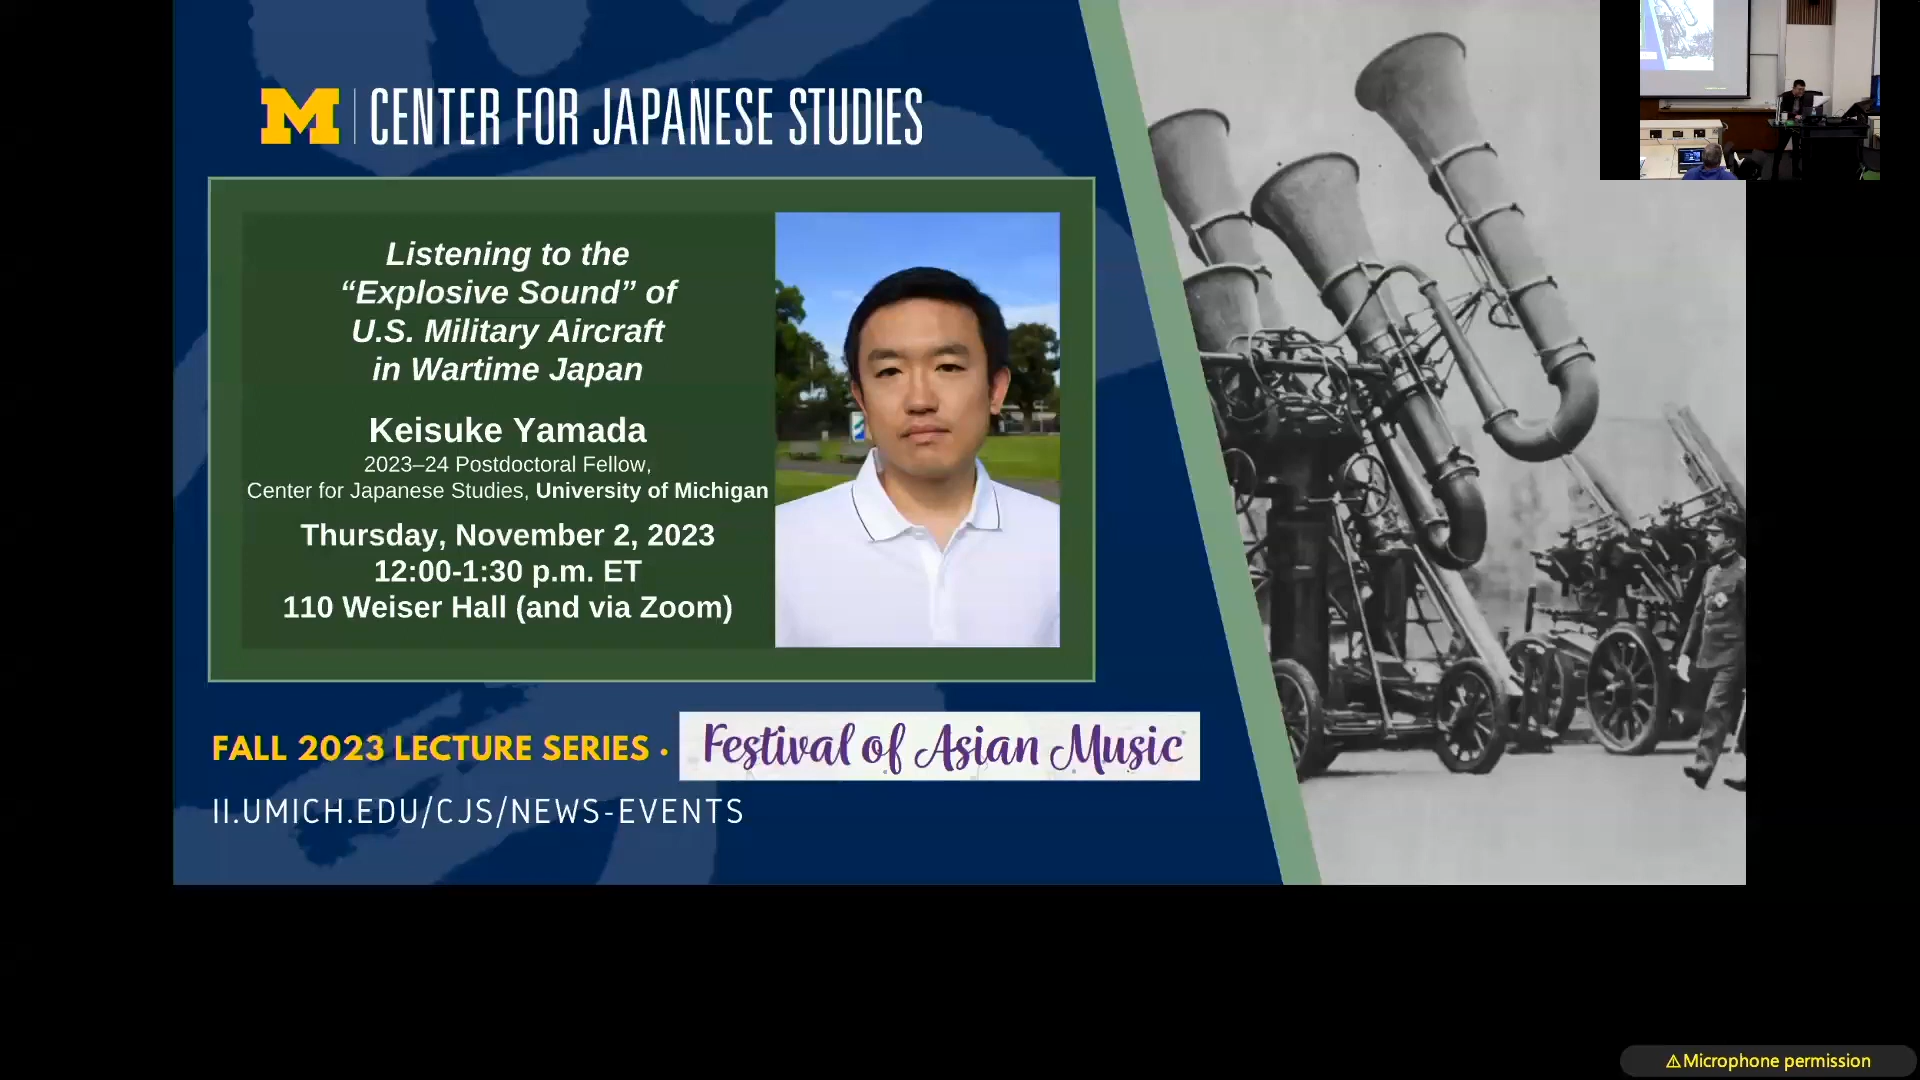 M CENTER FOR JAPANESE STUDIES
Listening to the
“Explosive Sound” of
U.S. Military Aircraft
in Wartime Japan
Keisuke Yamada
2023–24 Postdoctoral Fellow,
Center for Japanese Studies, University of Michigan
Thursday, November 2, 2023
12:00-1:30 p.m. ET
110 Weiser Hall (and via Zoom)
FALL 2023 LECTURE SERIES · Festival of Asian Music
II.UMICH.EDU/CJS/NEWS-EVENTS
⚠Microphone permission